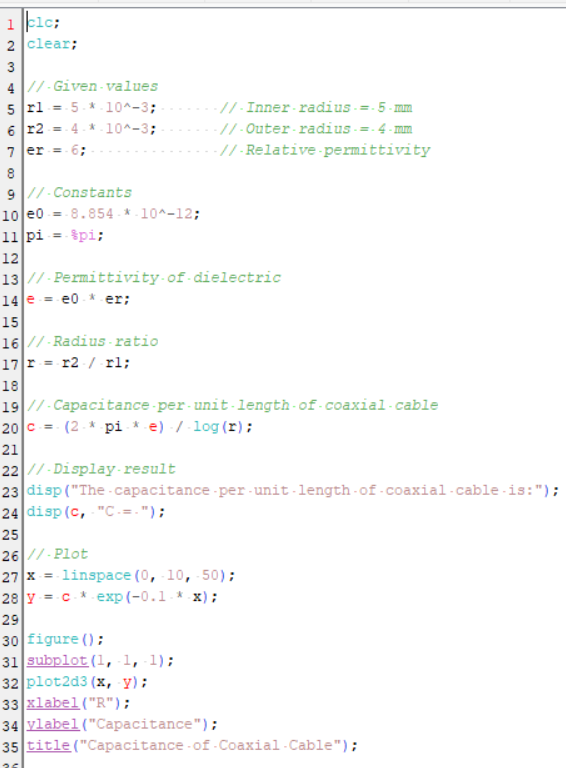 1 clc;
2 clear;
3
4 // Given values
5 r1 = 5 * 10^-3;       // Inner radius = 5 mm
6 r2 = 4 * 10^-3;       // Outer radius = 4 mm
7 er = 6;               // Relative permittivity
8
9 // Constants
10 e0 = 8.854 * 10^-12;
11 pi = %pi;
12
13 // Permittivity of dielectric
14 e = e0 * er;
15
16 // Radius ratio
17 r = r2 / r1;
18
19 // Capacitance per unit length of coaxial cable
20 c = (2 * pi * e) / log(r);
21
22 // Display result
23 disp("The capacitance per unit length of coaxial cable is:");
24 disp(c, "C = ");
25
26 // Plot
27 x = linspace(0, 10, 50);
28 y = c * exp(-0.1 * x);
29
30 figure();
31 subplot(1, 1, 1);
32 plot2d3(x, y);
33 xlabel("R");
34 ylabel("Capacitance");
35 title("Capacitance of Coaxial Cable");